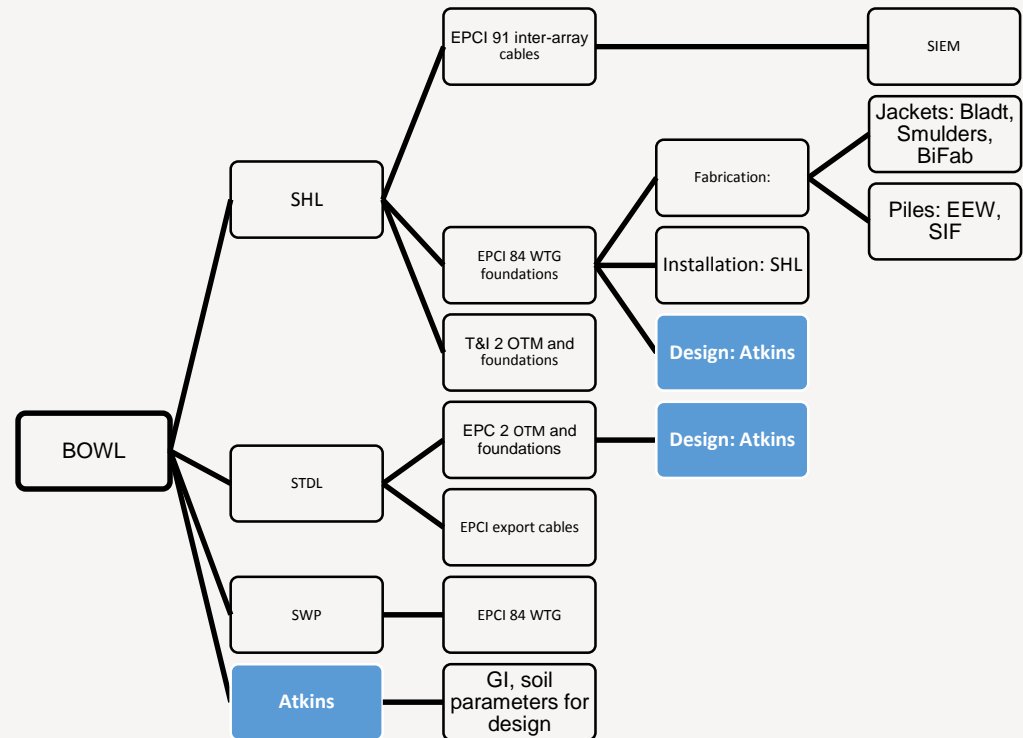 EPCI 91 inter-array
cables
SIEM
Jackets: Bladt,
Smulders,
BiFab
SHL
Fabrication:
Piles: EEW,
SIF
EPCI 84 WTG
foundations
Installation: SHL
T&I 2 OTM and
foundations
Design: Atkins
BOWL
EPC 2 OTM and
foundations
Design: Atkins
STDL
EPCI export cables
SWP
EPCI 84 WTG
Atkins
GI, soil
parameters for
design